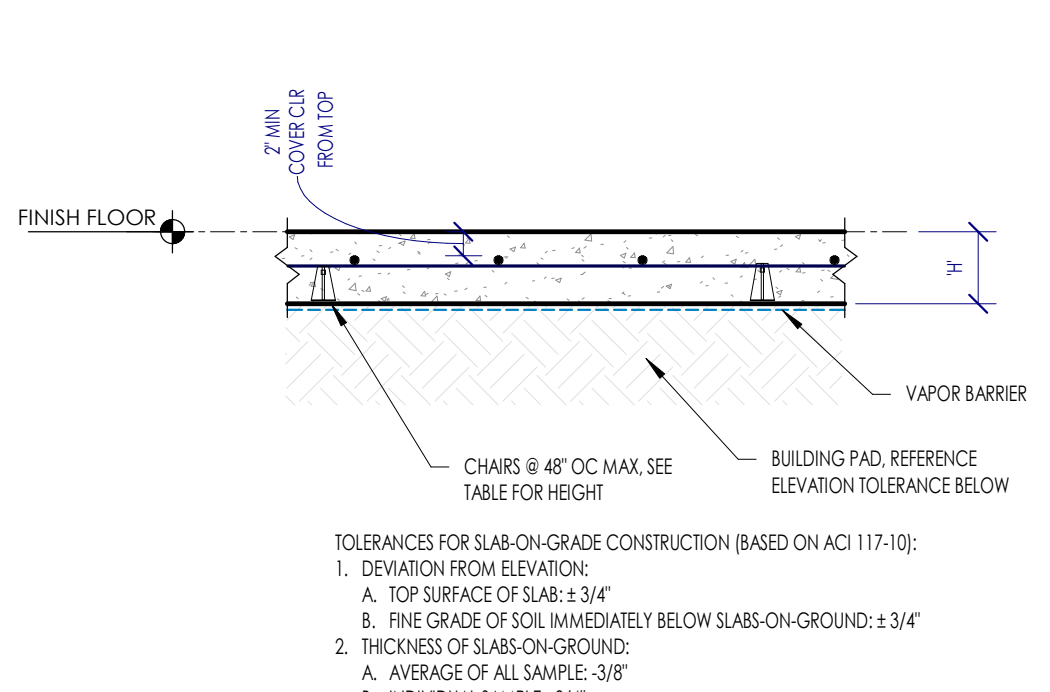 2" MIN
COVER CLR
FROM TOP
FINISH FLOOR
'H'
VAPOR BARRIER
CHAIRS @ 48" OC MAX, SEE
TABLE FOR HEIGHT
BUILDING PAD, REFERENCE
ELEVATION TOLERANCE BELOW
TOLERANCES FOR SLAB-ON-GRADE CONSTRUCTION (BASED ON ACI 117-10):
1. DEVIATION FROM ELEVATION:
A. TOP SURFACE OF SLAB: ± 3/4"
B. FINE GRADE OF SOIL IMMEDIATELY BELOW SLABS-ON-GROUND: ± 3/4"
2. THICKNESS OF SLABS-ON-GROUND:
A. AVERAGE OF ALL SAMPLE: -3/8"